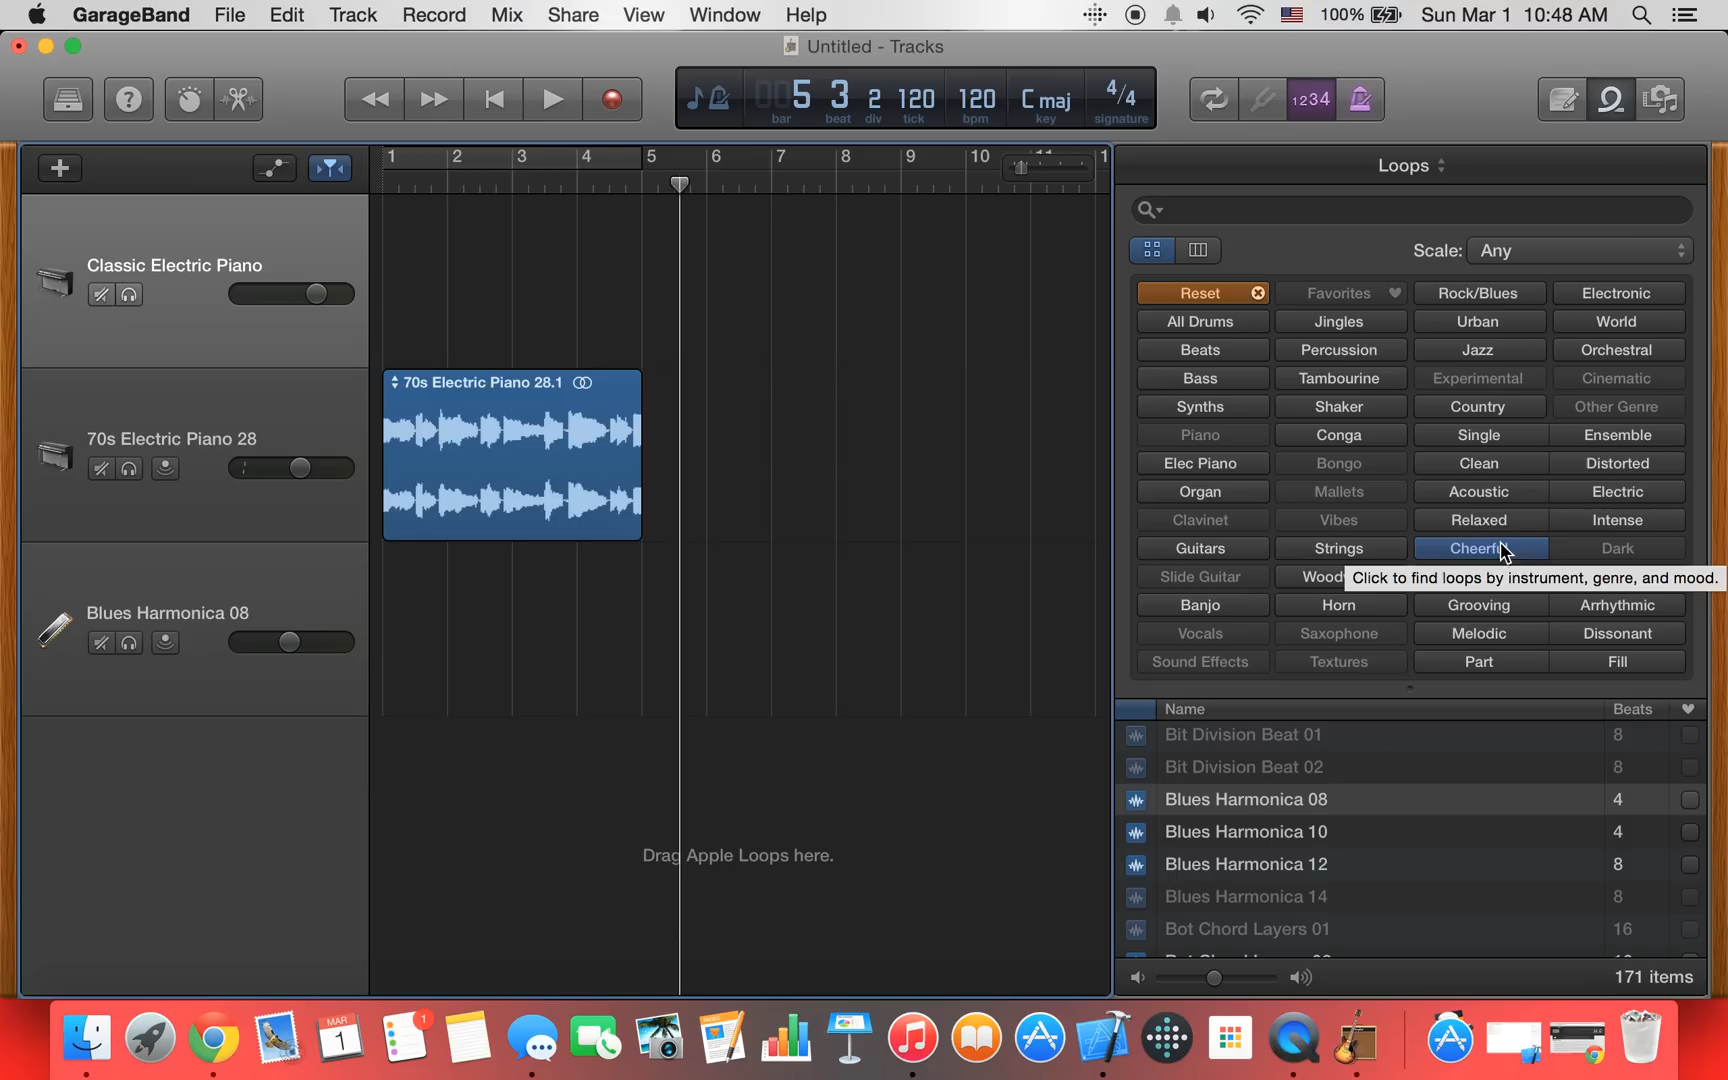 GarageBand File Edit Track Record Mix Share View Window Help 100% Sun Mar 1 10:48 AM
Untitled - Tracks
005 3 2 120 120 C maj 4/4
bar beat div tick bpm key signature
1234
1 2 3 4 5 6 7 8 9 10 11 1
Loops
Scale: Any
Classic Electric Piano
70s Electric Piano 28
70s Electric Piano 28.1
Blues Harmonica 08
Drag Apple Loops here.
Reset Favorites Rock/Blues Electronic
All Drums Jingles Urban World
Beats Percussion Jazz Orchestral
Bass Tambourine Experimental Cinematic
Synths Shaker Country Other Genre
Piano Conga Single Ensemble
Elec Piano Bongo Clean Distorted
Organ Mallets Acoustic Electric
Clavinet Vibes Relaxed Intense
Guitars Strings Cheerful Dark
Slide Guitar Wood
Click to find loops by instrument, genre, and mood.
Banjo Horn Grooving Arrhythmic
Vocals Saxophone Melodic Dissonant
Sound Effects Textures Part Fill
Name Beats
Bit Division Beat 01 8
Bit Division Beat 02 8
Blues Harmonica 08 4
Blues Harmonica 10 4
Blues Harmonica 12 8
Blues Harmonica 14 8
Bot Chord Layers 01 16
171 items
MAR
1
1
PAGES